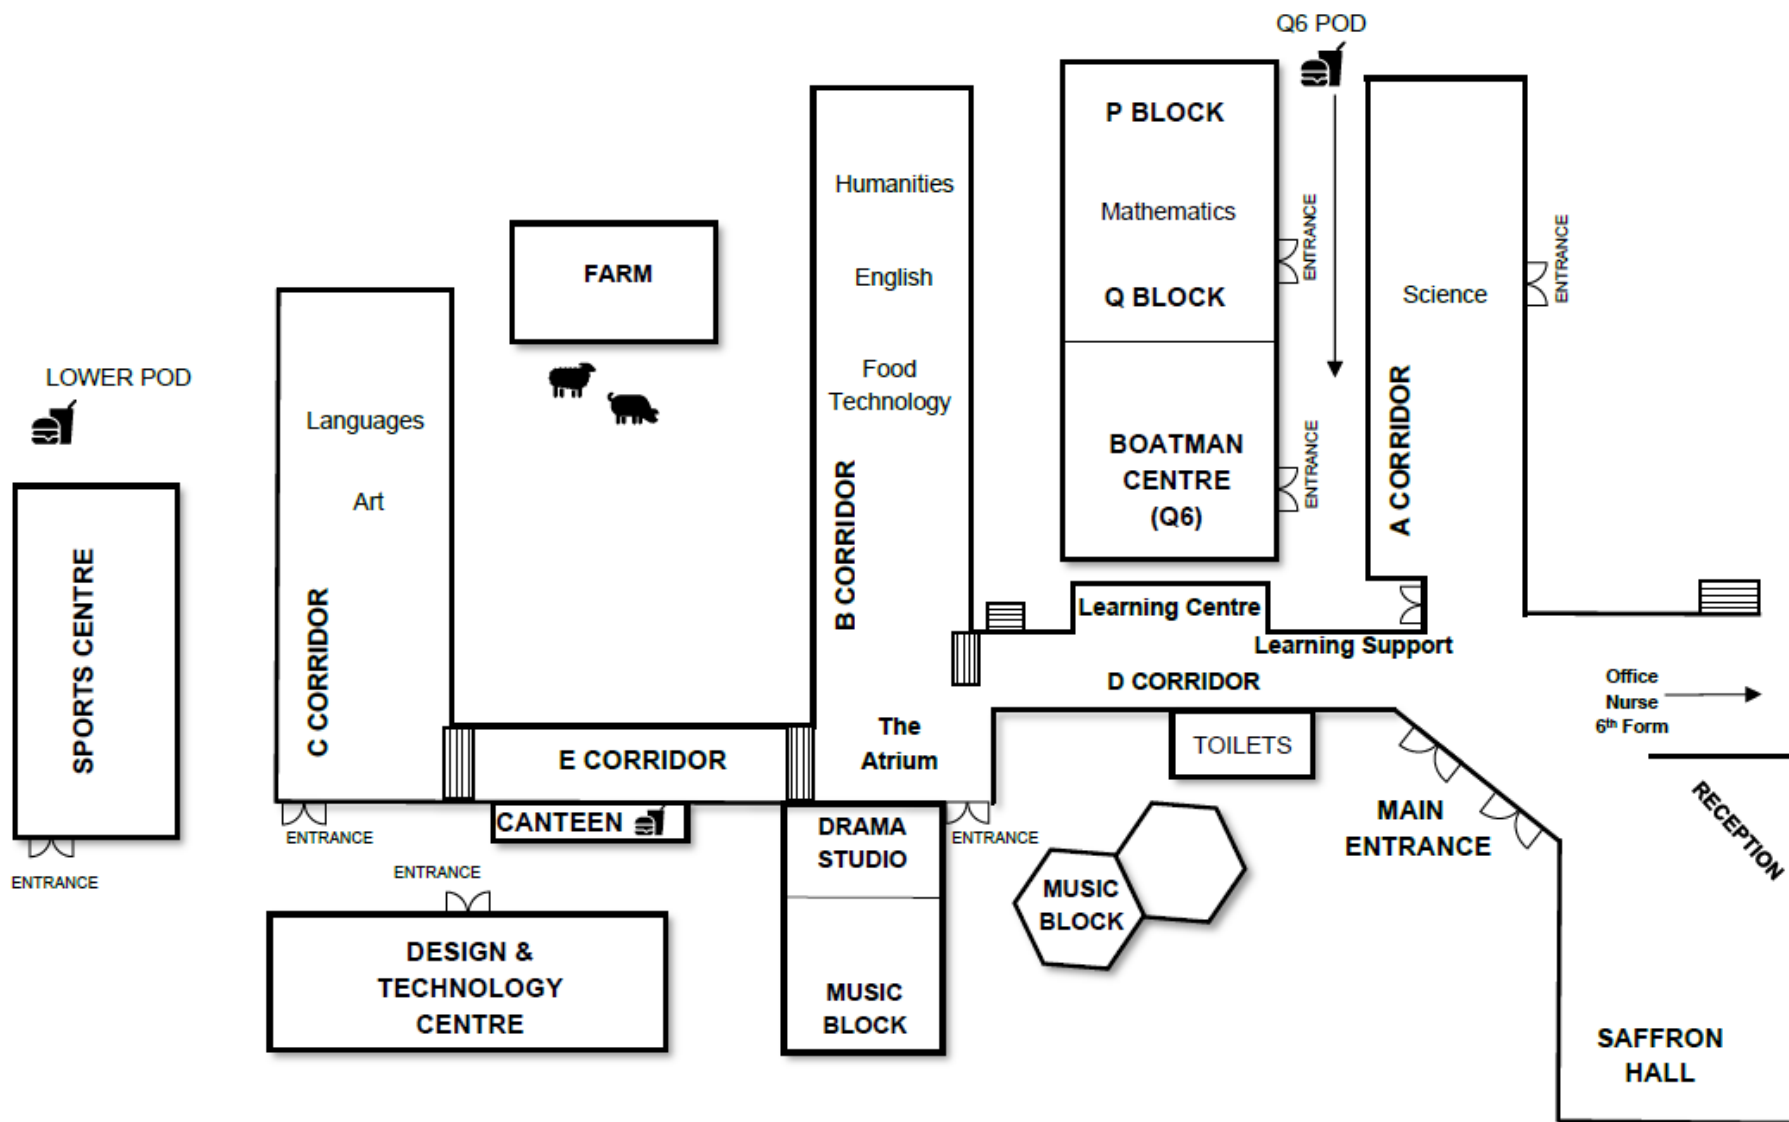 Q6 POD
P BLOCK
Mathematics
Q BLOCK
ENTRANCE
BOATMAN
CENTRE
(Q6)
ENTRANCE
Science
A CORRIDOR
ENTRANCE
Humanities
English
Food
Technology
B CORRIDOR
FARM
LOWER POD
Languages
Art
C CORRIDOR
SPORTS CENTRE
ENTRANCE
Learning Centre
Learning Support
D CORRIDOR
Office
Nurse
6th Form
The
Atrium
E CORRIDOR
TOILETS
CANTEEN
ENTRANCE
DRAMA
STUDIO
ENTRANCE
MAIN
ENTRANCE
RECEPTION
ENTRANCE
MUSIC
BLOCK
DESIGN &
TECHNOLOGY
CENTRE
MUSIC
BLOCK
SAFFRON
HALL